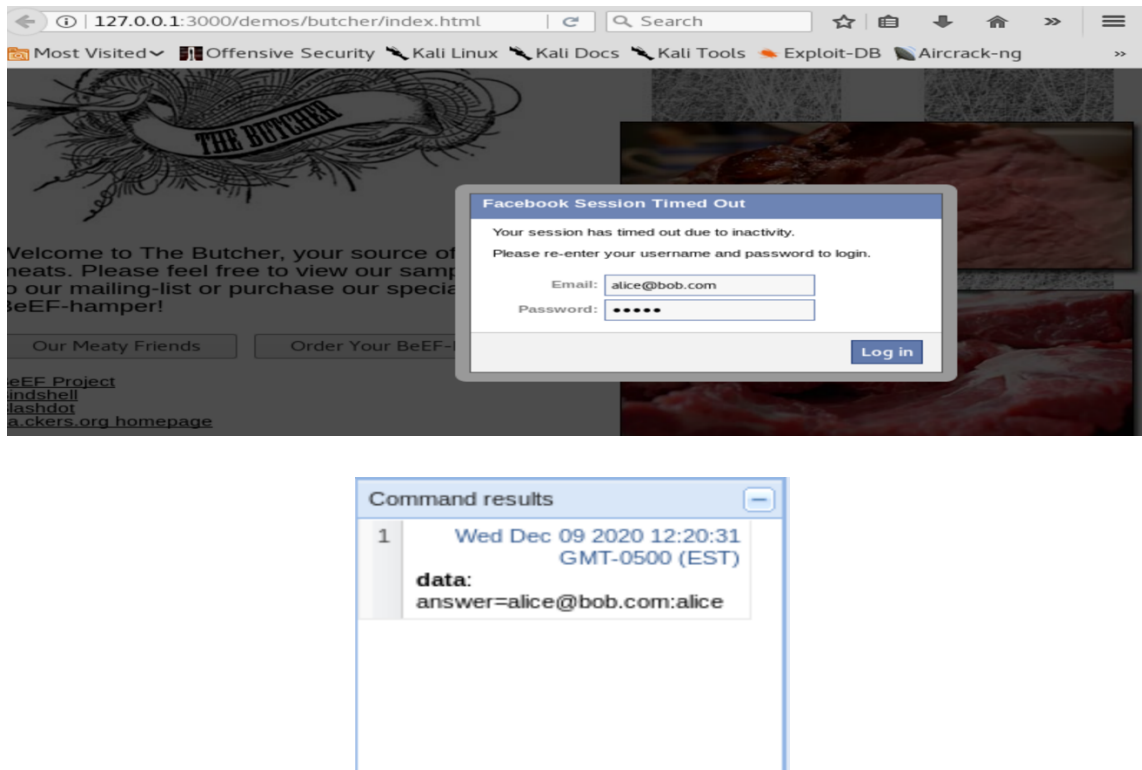 127.0.0.1:3000/demos/butcher/index.html Search
Most Visited Offensive Security Kali Linux Kali Docs Kali Tools Exploit-DB Aircrack-ng
THE BUTCHER
Welcome to The Butcher, your source of
meats. Please feel free to view our samp
o our mailing-list or purchase our specia
BeEF-hamper!
Our Meaty Friends Order Your BeEF-
eEF Project
indshell
lashdot
a.ckers.org homepage
Facebook Session Timed Out
Your session has timed out due to inactivity.
Please re-enter your username and password to login.
Email: alice@bob.com
Password: •••••
Log in
Command results
1 Wed Dec 09 2020 12:20:31
GMT-0500 (EST)
data:
answer=alice@bob.com:alice